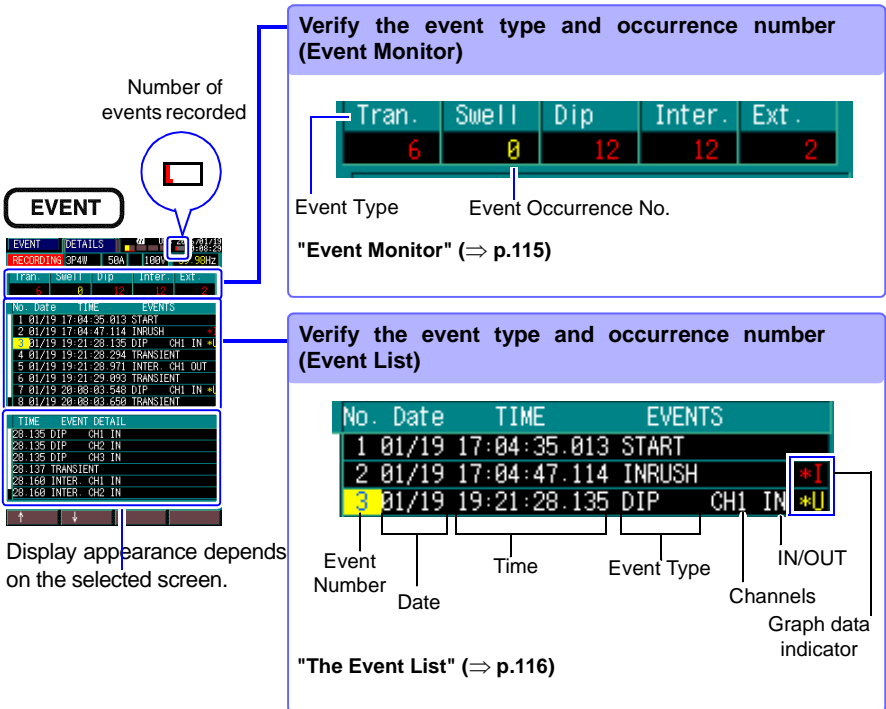 Verify the event type and occurrence number
(Event Monitor)
Number of
events recorded
Tran. Swell Dip Inter. Ext.
6 0 12 12 2
Event Type Event Occurrence No.
"Event Monitor" (⇒ p.115)
EVENT
EVENT DETAILS
RECORDING 3P4W 50A 100V
Tran. Swell Dip Inter. Ext.
6 0 12 12 2
No. Date TIME EVENTS
1 01/19 17:04:35.013 START
2 01/19 17:04:47.114 INRUSH *I
3 01/19 19:21:28.135 DIP CH1 IN *U
4 01/19 19:21:28.294 TRANSIENT
5 01/19 19:21:28.971 INTER. CH1 OUT
6 01/19 19:21:29.093 TRANSIENT
7 01/19 20:08:03.548 DIP CH1 IN *U
8 01/19 20:08:03.650 TRANSIENT
TIME EVENT DETAIL
28.135 DIP CH1 IN
28.135 DIP CH2 IN
28.135 DIP CH3 IN
28.137 TRANSIENT
28.160 INTER. CH1 IN
28.160 INTER. CH2 IN
↑ ↓
Display appearance depends
on the selected screen.
Verify the event type and occurrence number
(Event List)
No. Date TIME EVENTS
1 01/19 17:04:35.013 START
2 01/19 17:04:47.114 INRUSH *I
3 01/19 19:21:28.135 DIP CH1 IN *U
Event
Number
Date
Time
Event Type
IN/OUT
Channels
Graph data
indicator
"The Event List" (⇒ p.116)